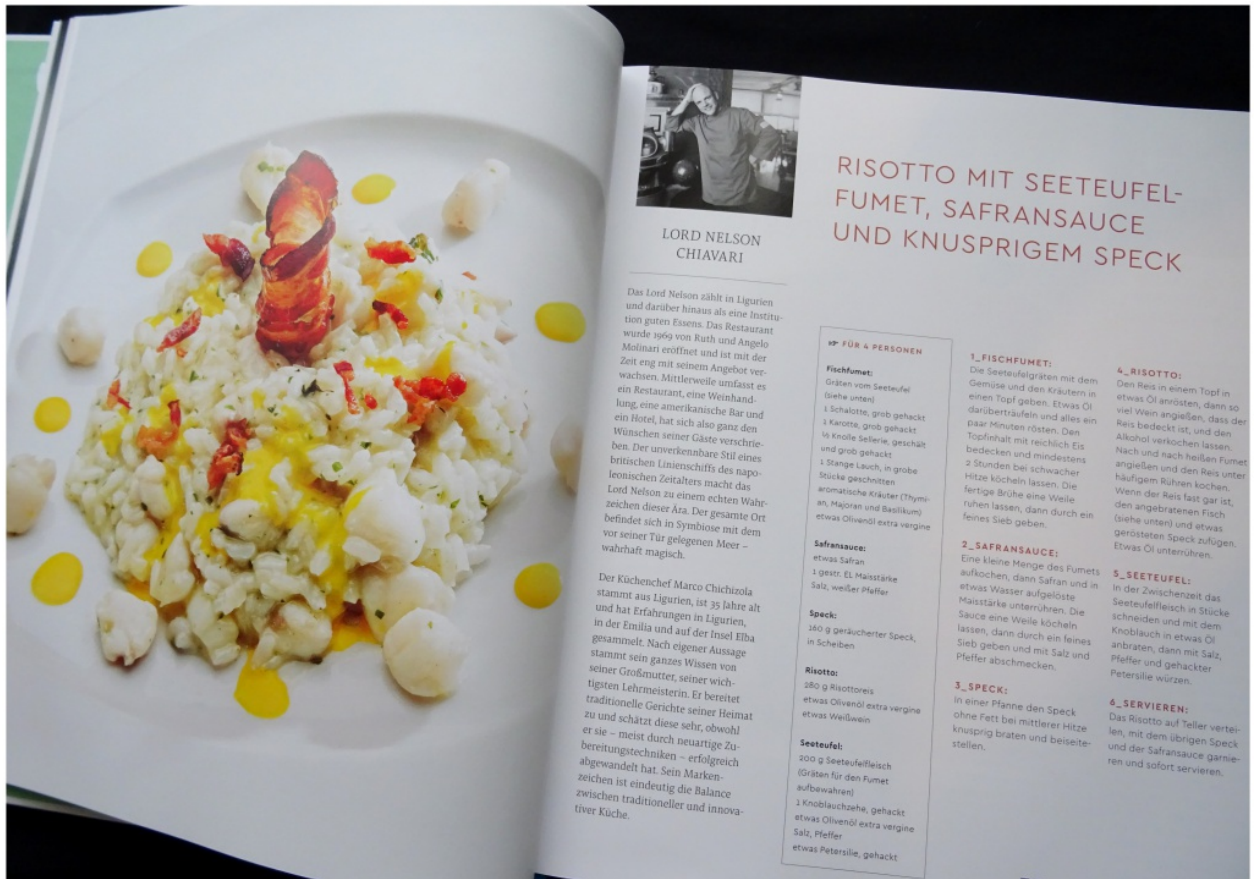 LORD NELSON
CHIAVARI
Das Lord Nelson zählt in Ligurien
und darüber hinaus als eine Institu-
tion guten Essens. Das Restaurant
wurde 1969 von Ruth und Angelo
Molinari eröffnet und ist mit der
Zeit eng mit seinem Angebot ver-
wachsen. Mittlerweile umfasst es
ein Restaurant, eine Weinhand-
lung, eine amerikanische Bar und
ein Hotel, hat sich also ganz den
Wünschen seiner Gäste verschrie-
ben. Der unverkennbare Stil eines
britischen Linienschiffs des napo-
leonischen Zeitalters macht das
Lord Nelson zu einem echten Wahr-
zeichen dieser Ära. Der gesamte Ort
befindet sich in Symbiose mit dem
vor seiner Tür gelegenen Meer –
wahrhaft magisch.
Der Küchenchef Marco Chichizola
stammt aus Ligurien, ist 35 Jahre alt
und hat Erfahrungen in Ligurien,
in der Emilia und auf der Insel Elba
gesammelt. Nach eigener Aussage
stammt sein ganzes Wissen von
seiner Großmutter, seiner wich-
tigsten Lehrmeisterin. Er bereitet
traditionelle Gerichte seiner Heimat
zu und schätzt diese sehr, obwohl
er sie – meist durch neuartige Zu-
bereitungstechniken – erfolgreich
abgewandelt hat. Sein Marken-
zeichen ist eindeutig die Balance
zwischen traditioneller und innova-
tiver Küche.
RISOTTO MIT SEETEUFEL-
FUMET, SAFRANSAUCE
UND KNUSPRIGEM SPECK
FÜR 4 PERSONEN
Fischfumet:
Gräten vom Seeteufel
(siehe unten)
1 Schalotte, grob gehackt
1 Karotte, grob gehackt
½ Knolle Sellerie, geschält
und grob gehackt
1 Stange Lauch, in grobe
Stücke geschnitten
aromatische Kräuter (Thymi-
an, Majoran und Basilikum)
etwas Olivenöl extra vergine
Safransauce:
etwas Safran
1 gestr. EL Maisstärke
Salz, weißer Pfeffer
Speck:
160 g geräucherter Speck,
in Scheiben
Risotto:
280 g Risottoreis
etwas Olivenöl extra vergine
etwas Weißwein
Seeteufel:
200 g Seeteufelfleisch
(Gräten für den Fumet
aufbewahren)
1 Knoblauchzehe, gehackt
etwas Olivenöl extra vergine
Salz, Pfeffer
etwas Petersilie, gehackt
1_FISCHFUMET:
Die Seeteufelgräten mit dem
Gemüse und den Kräutern in
einen Topf geben. Etwas Öl
darüberträufeln und alles ein
paar Minuten rösten. Den
Topfinhalt mit reichlich Eis
bedecken und mindestens
2 Stunden bei schwacher
Hitze köcheln lassen. Die
fertige Brühe eine Weile
ruhen lassen, dann durch ein
feines Sieb geben.
2_SAFRANSAUCE:
Eine kleine Menge des Fumets
aufkochen, dann Safran und in
etwas Wasser aufgelöste
Maisstärke unterrühren. Die
Sauce eine Weile köcheln
lassen, dann durch ein feines
Sieb geben und mit Salz und
Pfeffer abschmecken.
3_SPECK:
In einer Pfanne den Speck
ohne Fett bei mittlerer Hitze
knusprig braten und beiseite-
stellen.
4_RISOTTO:
Den Reis in einem Topf in
etwas Öl anrösten, dann so
viel Wein angießen, dass der
Reis bedeckt ist, und den
Alkohol verkochen lassen.
Nach und nach heißen Fumet
angießen und den Reis unter
häufigem Rühren kochen.
Wenn der Reis fast gar ist,
den angebratenen Fisch
(siehe unten) und etwas
gerösteten Speck zufügen.
Etwas Öl unterrühren.
5_SEETEUFEL:
In der Zwischenzeit das
Seeteufelfleisch in Stücke
schneiden und mit dem
Knoblauch in etwas Öl
anbraten, dann mit Salz,
Pfeffer und gehackter
Petersilie würzen.
6_SERVIEREN:
Das Risotto auf Teller vertei-
len, mit dem übrigen Speck
und der Safransauce garnie-
ren und sofort servieren.